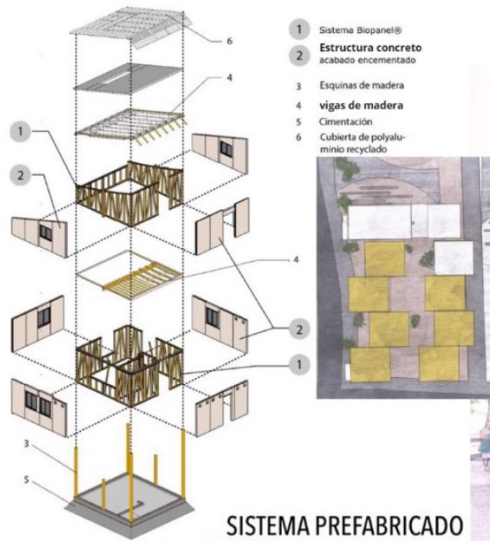 6
4
1
2
4
2
1
3
5
1 Sistema Biopanel®
2 Estructura concreto
acabado encementado
3 Esquinas de madera
4 vigas de madera
5 Cimentación
6 Cubierta de polyalu-
minio recyclado
SISTEMA PREFABRICADO